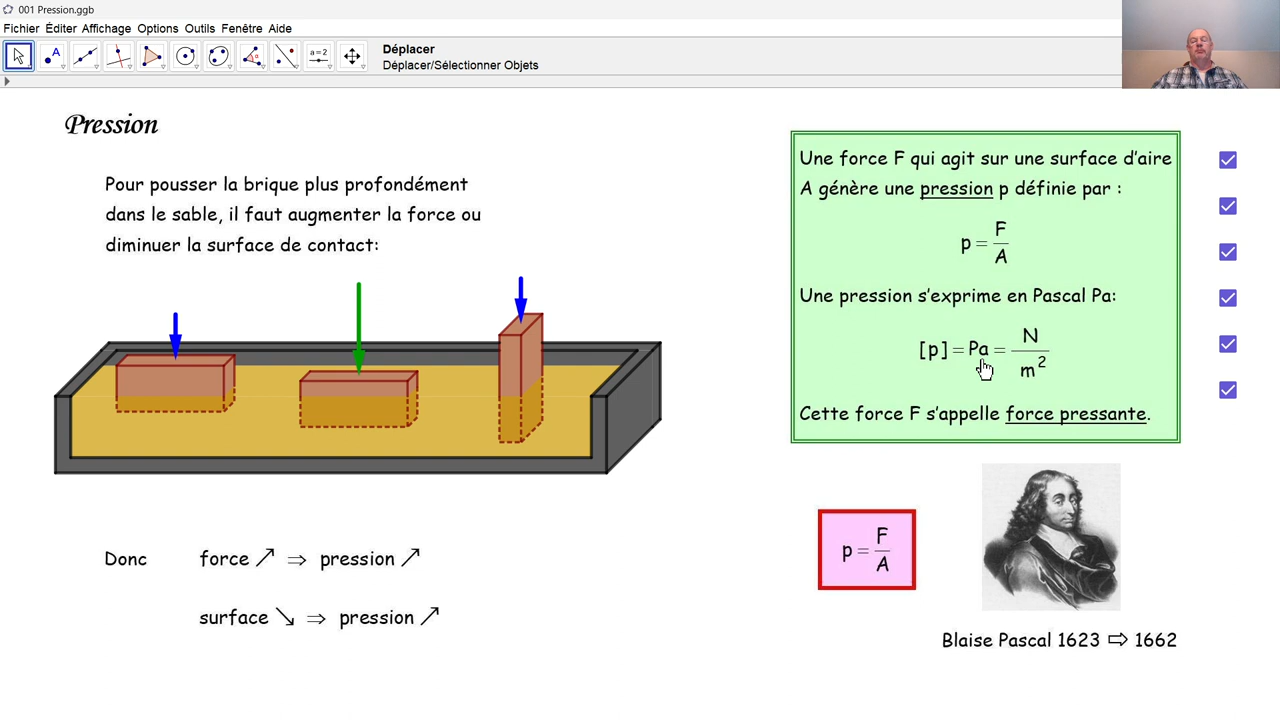 001 Pression.ggb
Fichier Éditer Affichage Options Outils Fenêtre Aide
A
a=2
Déplacer
Déplacer/Sélectionner Objets
Pression
Pour pousser la brique plus profondément
dans le sable, il faut augmenter la force ou
diminuer la surface de contact:
Donc force ↗ ⇒ pression ↗
surface ↘ ⇒ pression ↗
Une force F qui agit sur une surface d'aire
A génère une pression p définie par :
p = F/A
Une pression s'exprime en Pascal Pa:
[p] = Pa = N/m²
Cette force F s'appelle force pressante.
p = F/A
Blaise Pascal 1623 ⇨ 1662